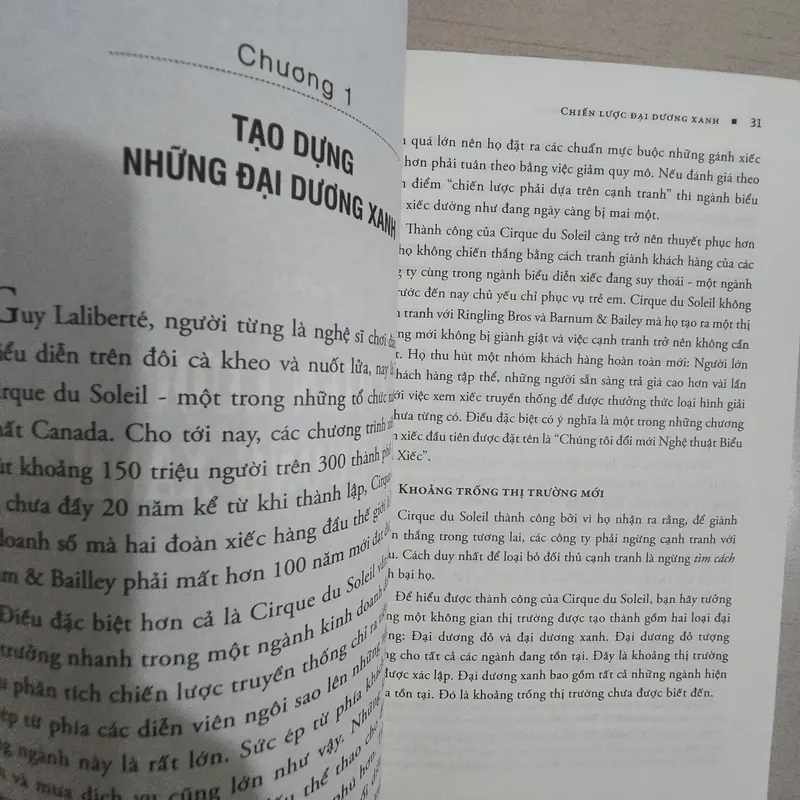 Chương 1
TẠO DỰNG
NHỮNG ĐẠI DƯƠNG XANH
Guy Laliberté, người từng là nghệ sĩ chơi
diễn trên đôi cà kheo và nuốt lửa, nay
du Soleil - một trong những tổ chức
Canada. Cho tới nay, các chương trình
khoảng 150 triệu người trên 300 thành
chưa đầy 20 năm kể từ khi thành lập,
doanh số mà hai đoàn xiếc hàng đầu thế giới
& Bailley phải mất hơn 100 năm mới đạt
Điều đặc biệt hơn cả là Cirque du Soleil
trưởng nhanh trong một ngành kinh doanh
phân tích chiến lược truyền thống chỉ ra
từ phía các diễn viên ngôi sao lên những
ngành này là rất lớn. Sức ép từ phía
và mua dịch vụ cũng lớn như vậy.
thể thao
CHIẾN LƯỢC ĐẠI DƯƠNG XANH ■ 31
quá lớn nên họ đặt ra các chuẩn mực buộc những gánh xiếc
hơn phải tuân theo bằng việc giảm quy mô. Nếu đánh giá theo
điểm “chiến lược phải dựa trên cạnh tranh” thì ngành biểu
xiếc dường như đang ngày càng bị mai một.
Thành công của Cirque du Soleil càng trở nên thuyết phục hơn
họ không chiến thắng bằng cách tranh giành khách hàng của các
ty cùng trong ngành biểu diễn xiếc đang suy thoái - một ngành
đến nay chủ yếu chỉ phục vụ trẻ em. Cirque du Soleil không
tranh với Ringling Bros và Barnum & Bailey mà họ tạo ra một thị
mới không bị giành giật và việc cạnh tranh trở nên không cần
Họ thu hút một nhóm khách hàng hoàn toàn mới: Người lớn
hách hàng tập thể, những người sẵn sàng trả giá cao hơn vài lần
với việc xem xiếc truyền thống để được thưởng thức loại hình giải
chưa từng có. Điều đặc biệt có ý nghĩa là một trong những chương
xiếc đầu tiên được đặt tên là “Chúng tôi đổi mới Nghệ thuật Biểu
Xiếc”.
KHOẢNG TRỐNG THỊ TRƯỜNG MỚI
Cirque du Soleil thành công bởi vì họ nhận ra rằng, để giành
thắng trong tương lai, các công ty phải ngừng cạnh tranh với
Cách duy nhất để loại bỏ đối thủ cạnh tranh là ngừng tìm cách
bại họ.
Để hiểu được thành công của Cirque du Soleil, bạn hãy tưởng
một không gian thị trường được tạo thành gồm hai loại đại
Đại dương đỏ và đại dương xanh. Đại dương đỏ tượng
cho tất cả các ngành đang tồn tại. Đây là khoảng thị trường
được xác lập. Đại dương xanh bao gồm tất cả những ngành hiện
tồn tại. Đó là khoảng trống thị trường chưa được biết đến.